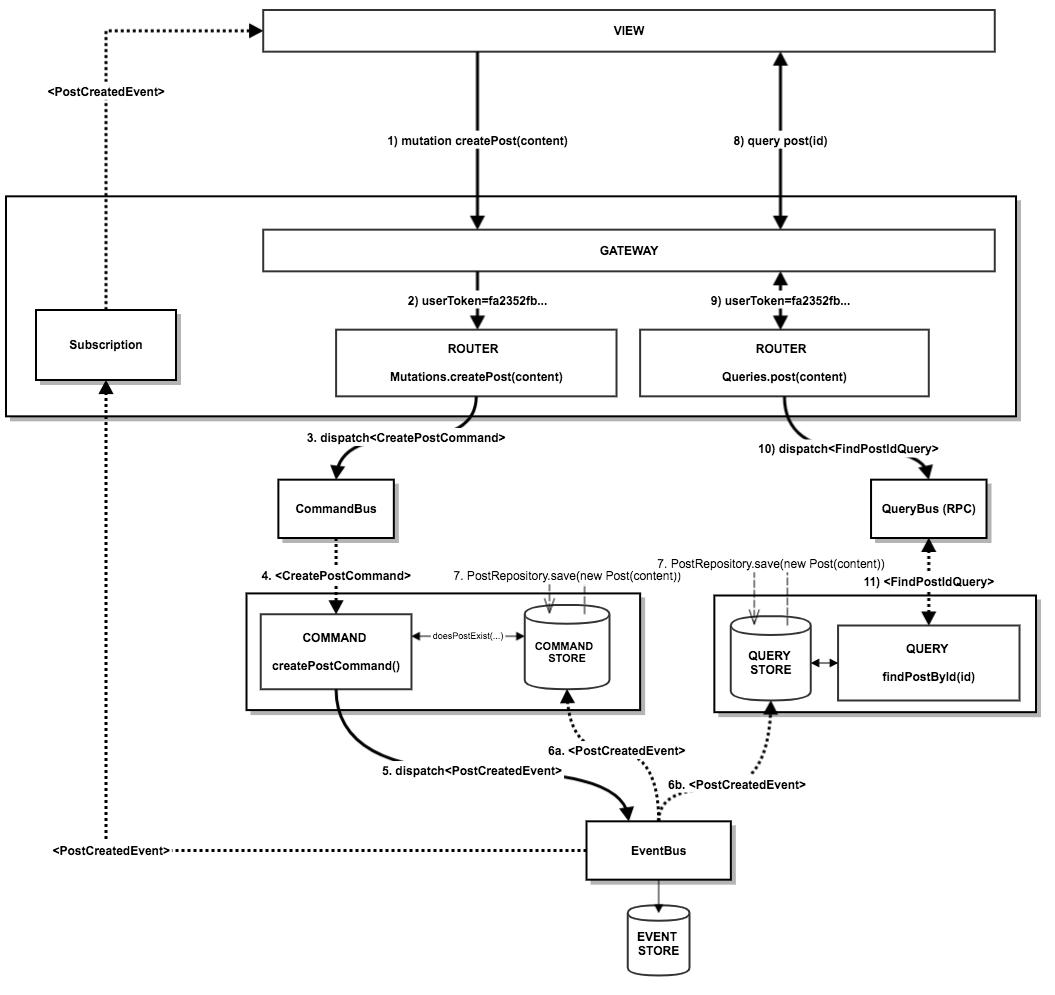 VIEW
<PostCreatedEvent>
1) mutation createPost(content)
8) query post(id)
GATEWAY
2) userToken=fa2352fb...
9) userToken=fa2352fb...
Subscription
ROUTER
Mutations.createPost(content)
ROUTER
Queries.post(content)
3. dispatch<CreatePostCommand>
10) dispatch<FindPostIdQuery>
CommandBus
QueryBus (RPC)
4. <CreatePostCommand>
7. PostRepository.save(new Post(content))
7. PostRepository.save(new Post(content))
11) <FindPostIdQuery>
COMMAND
createPostCommand()
doesPostExist(...)
COMMAND
STORE
QUERY
STORE
QUERY
findPostById(id)
5. dispatch<PostCreatedEvent>
6a. <PostCreatedEvent>
6b. <PostCreatedEvent>
<PostCreatedEvent>
EventBus
EVENT
STORE